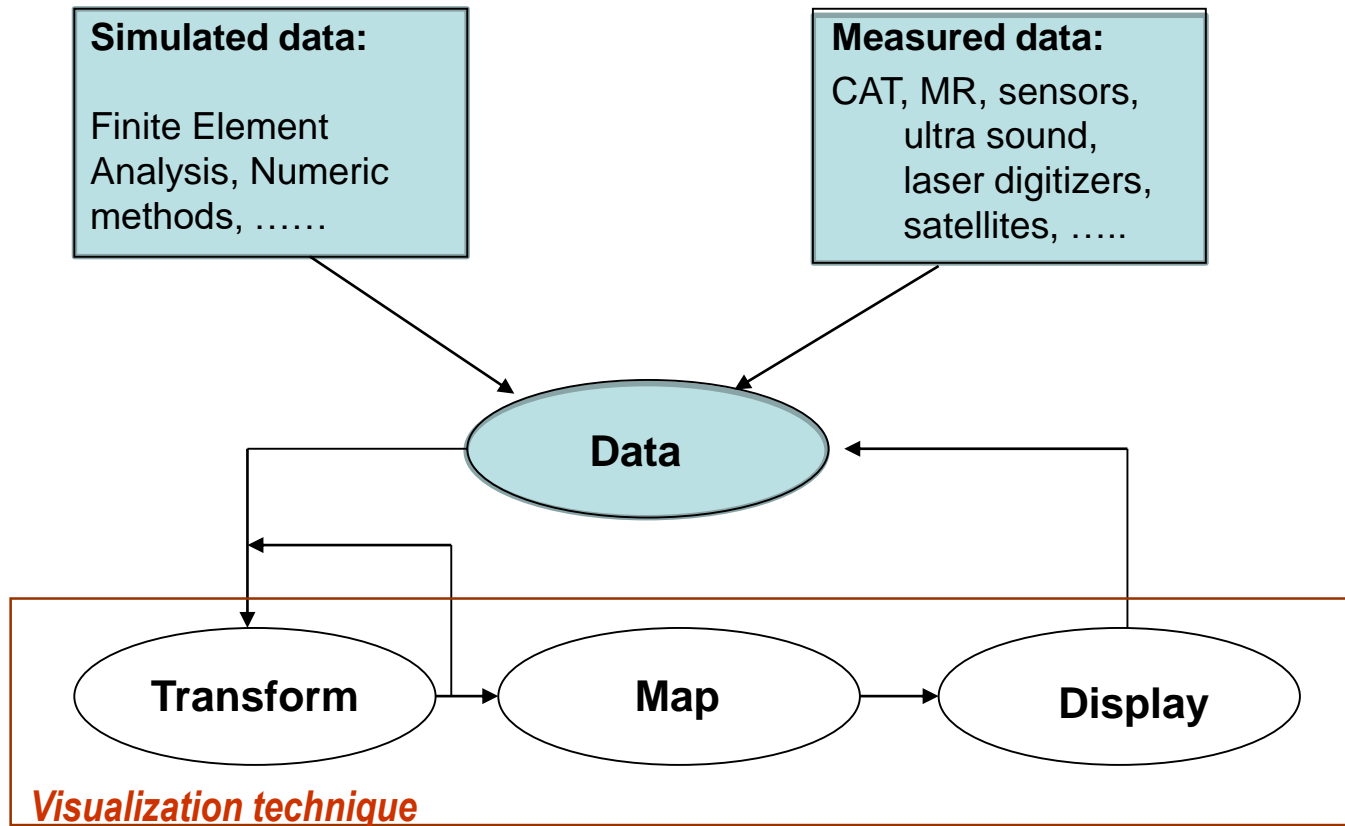 Simulated data:
Finite Element
Analysis, Numeric
methods, ……
Measured data:
CAT, MR, sensors,
ultra sound,
laser digitizers,
satellites, …..
Data
Transform
Map
Display
Visualization technique